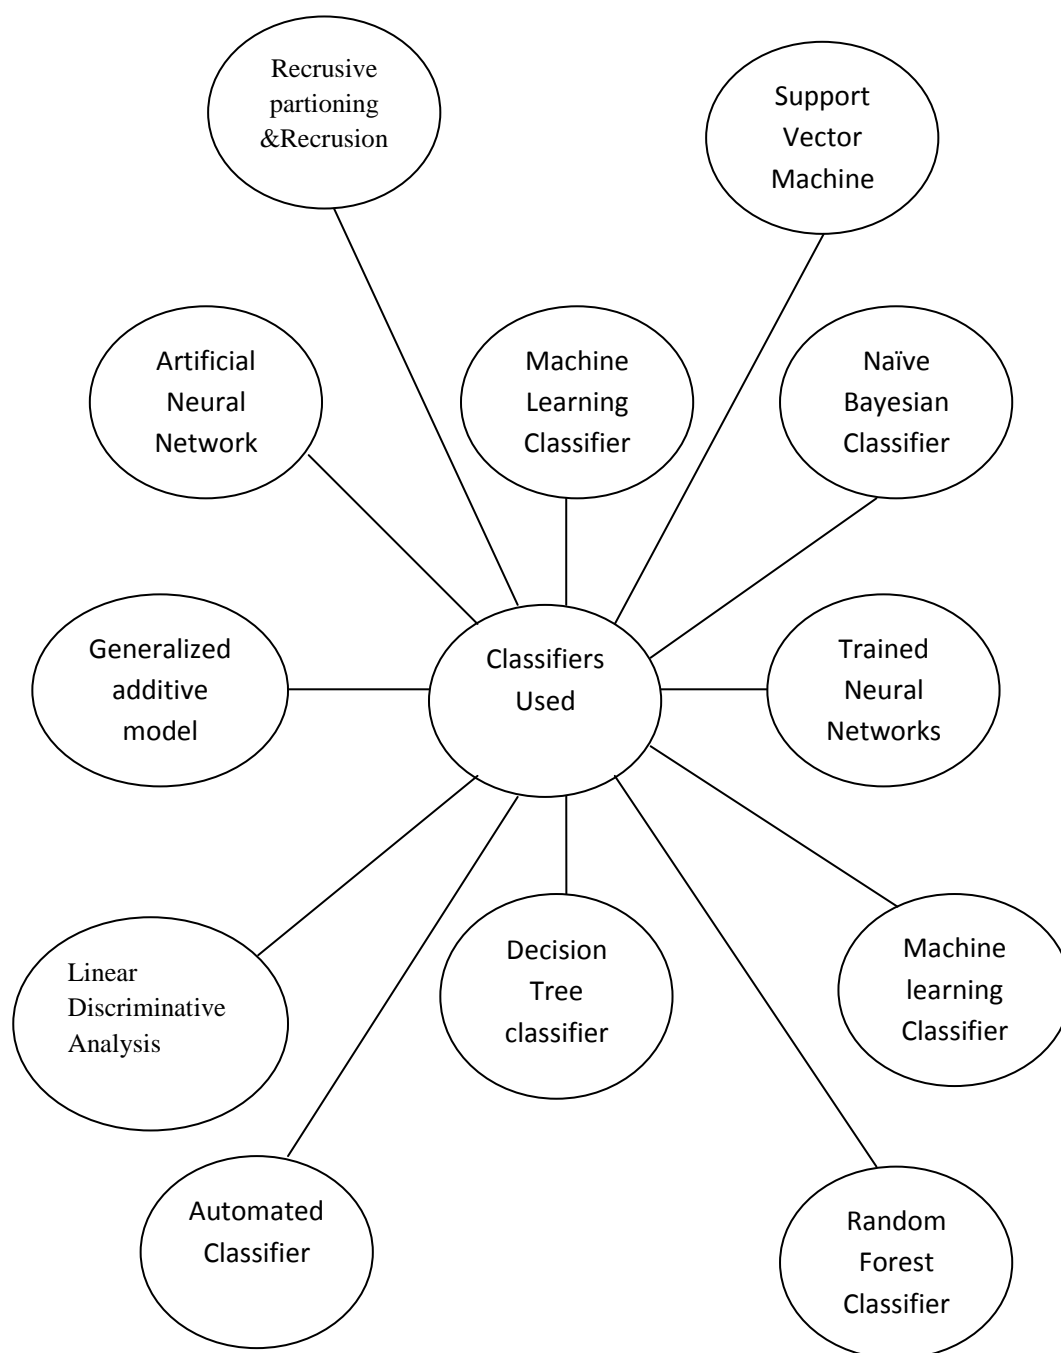 Recrusive
partioning
&Recrusion
Support
Vector
Machine
Artificial
Neural
Network
Machine
Learning
Classifier
Naïve
Bayesian
Classifier
Generalized
additive
model
Classifiers
Used
Trained
Neural
Networks
Linear
Discriminative
Analysis
Decision
Tree
classifier
Machine
learning
Classifier
Automated
Classifier
Random
Forest
Classifier